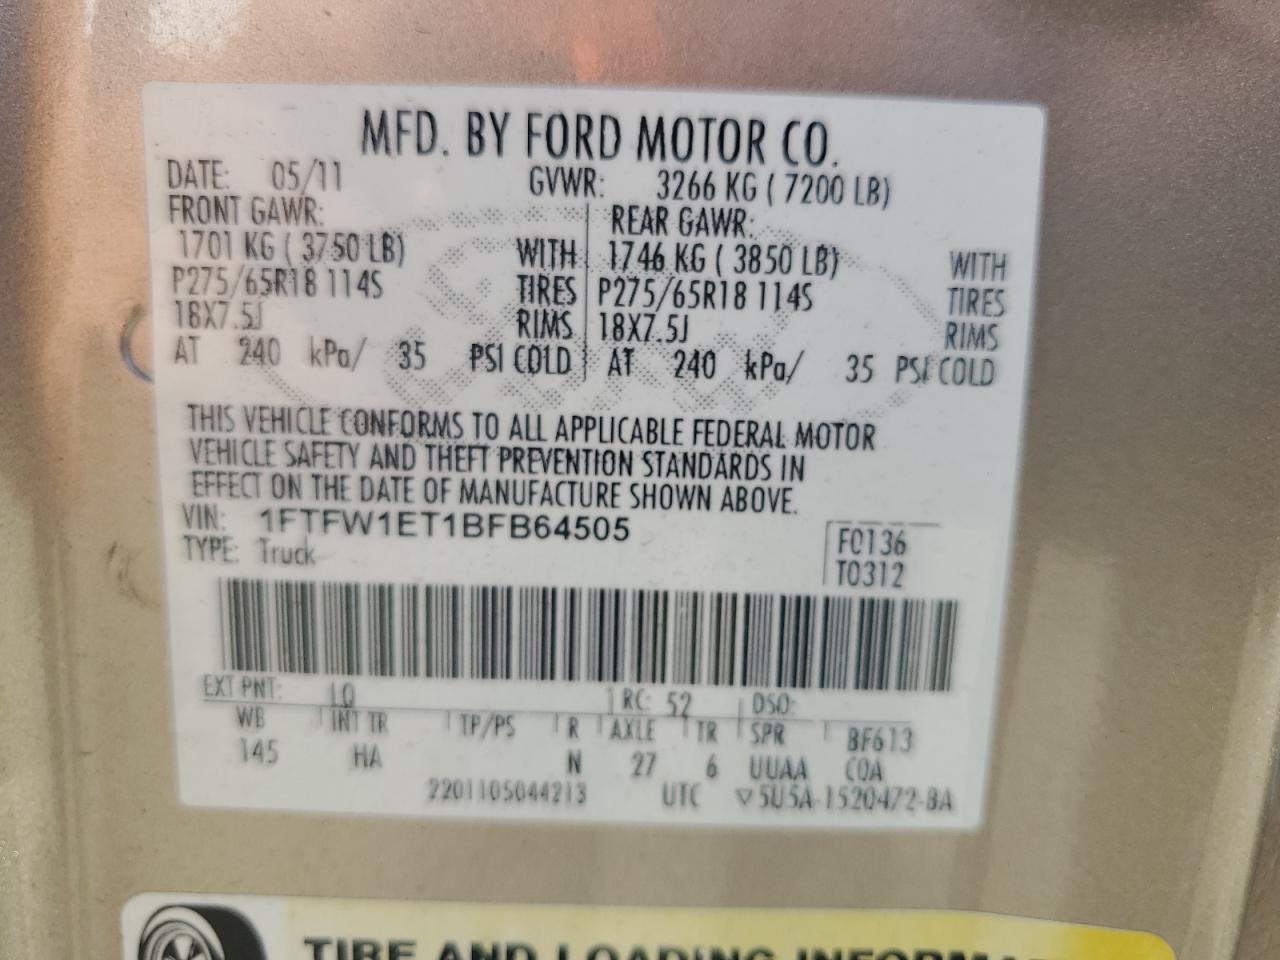 MFD. BY FORD MOTOR CO.
DATE: 05/11 GVWR: 3266 KG ( 7200 LB)
FRONT GAWR: REAR GAWR:
1701 KG ( 3750 LB) WITH 1746 KG ( 3850 LB) WITH
P275/65R18 114S TIRES P275/65R18 114S TIRES
18X7.5J RIMS 18X7.5J RIMS
AT 240 kPa/ 35 PSI COLD AT 240 kPa/ 35 PSI COLD
THIS VEHICLE CONFORMS TO ALL APPLICABLE FEDERAL MOTOR
VEHICLE SAFETY AND THEFT PREVENTION STANDARDS IN
EFFECT ON THE DATE OF MANUFACTURE SHOWN ABOVE.
VIN: 1FTFW1ET1BFB64505
TYPE: Truck
F0136
T0312
EXT PNT: LQ RC: 52 DSO:
WB INT TR TP/PS R AXLE TR SPR BF613
145 HA N 27 6 UUAA COA
2201105044213 UTC ▽5U5A-1520472-BA
TIRE AND LOADING